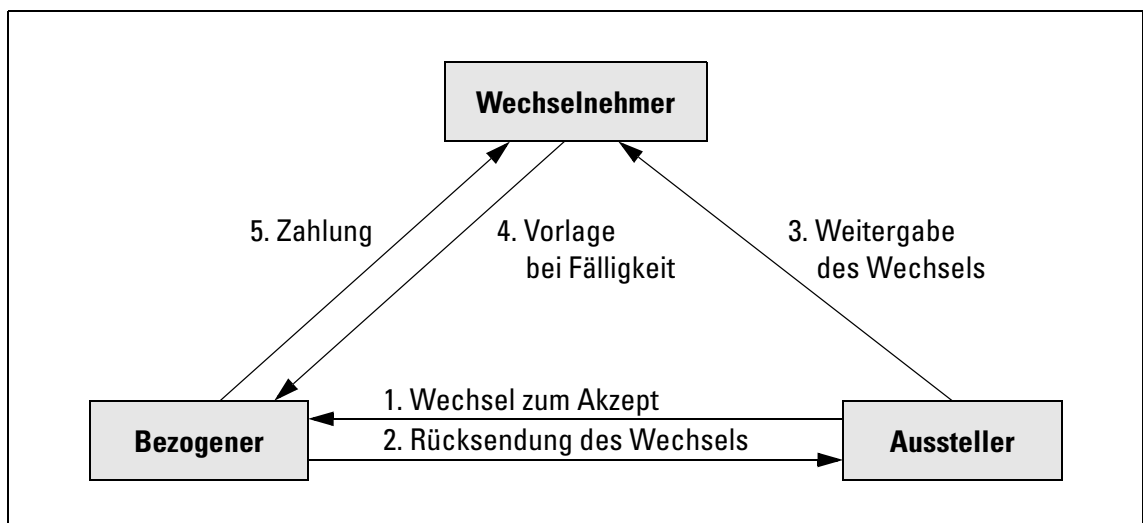 Wechselnehmer
5. Zahlung
4. Vorlage
bei Fälligkeit
3. Weitergabe
des Wechsels
1. Wechsel zum Akzept
Bezogener
2. Rücksendung des Wechsels
Aussteller